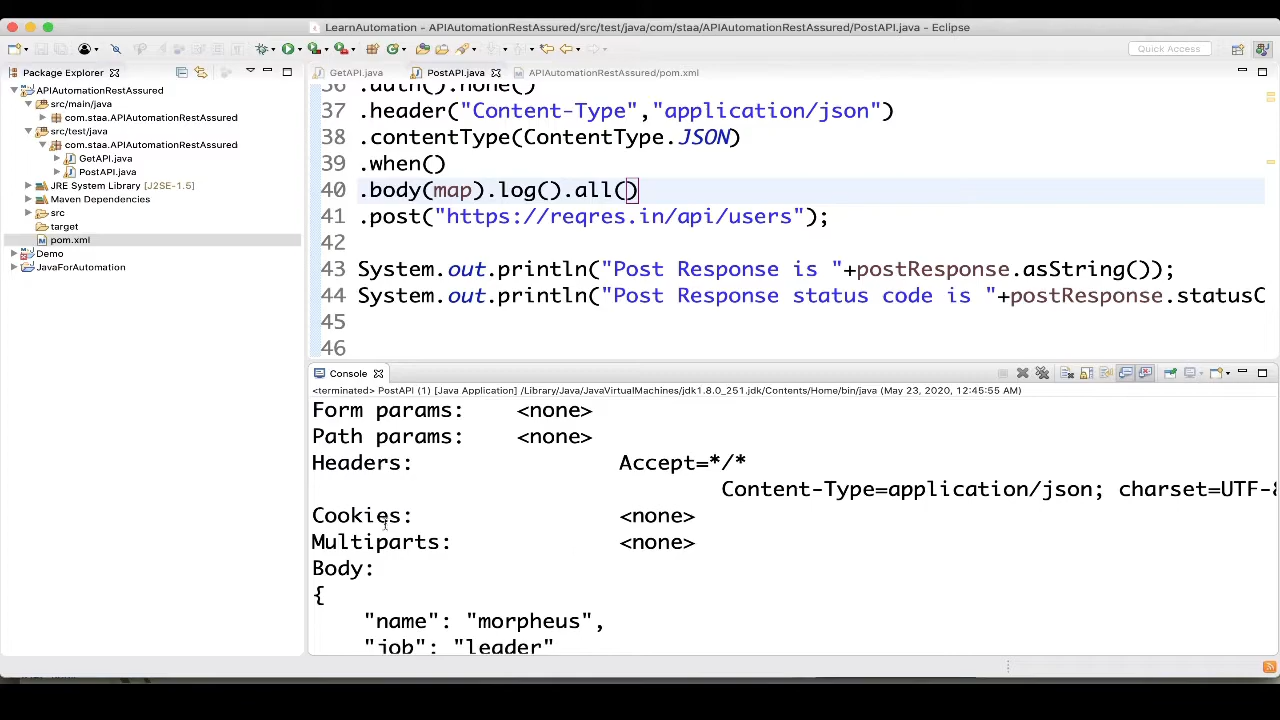 LearnAutomation - APIAutomationRestAssured/src/test/java/com/staa/APIAutomationRestAssured/PostAPI.java - Eclipse
Quick Access
Package Explorer
GetAPI.java
PostAPI.java
APIAutomationRestAssured/pom.xml
APIAutomationRestAssured
src/main/java
com.staa.APIAutomationRestAssured
src/test/java
com.staa.APIAutomationRestAssured
GetAPI.java
PostAPI.java
JRE System Library [J2SE-1.5]
Maven Dependencies
src
target
pom.xml
Demo
JavaForAutomation
36 .auth().none()
37 .header("Content-Type","application/json")
38 .contentType(ContentType.JSON)
39 .when()
40 .body(map).log().all()
41 .post("https://reqres.in/api/users");
42
43 System.out.println("Post Response is "+postResponse.asString());
44 System.out.println("Post Response status code is "+postResponse.statusC
45
46
Console
<terminated> PostAPI (1) [Java Application] /Library/Java/JavaVirtualMachines/jdk1.8.0_251.jdk/Contents/Home/bin/java (May 23, 2020, 12:45:55 AM)
Form params: <none>
Path params: <none>
Headers: Accept=*/*
Content-Type=application/json; charset=UTF-8
Cookies: <none>
Multiparts: <none>
Body:
{
"name": "morpheus",
"job": "leader"